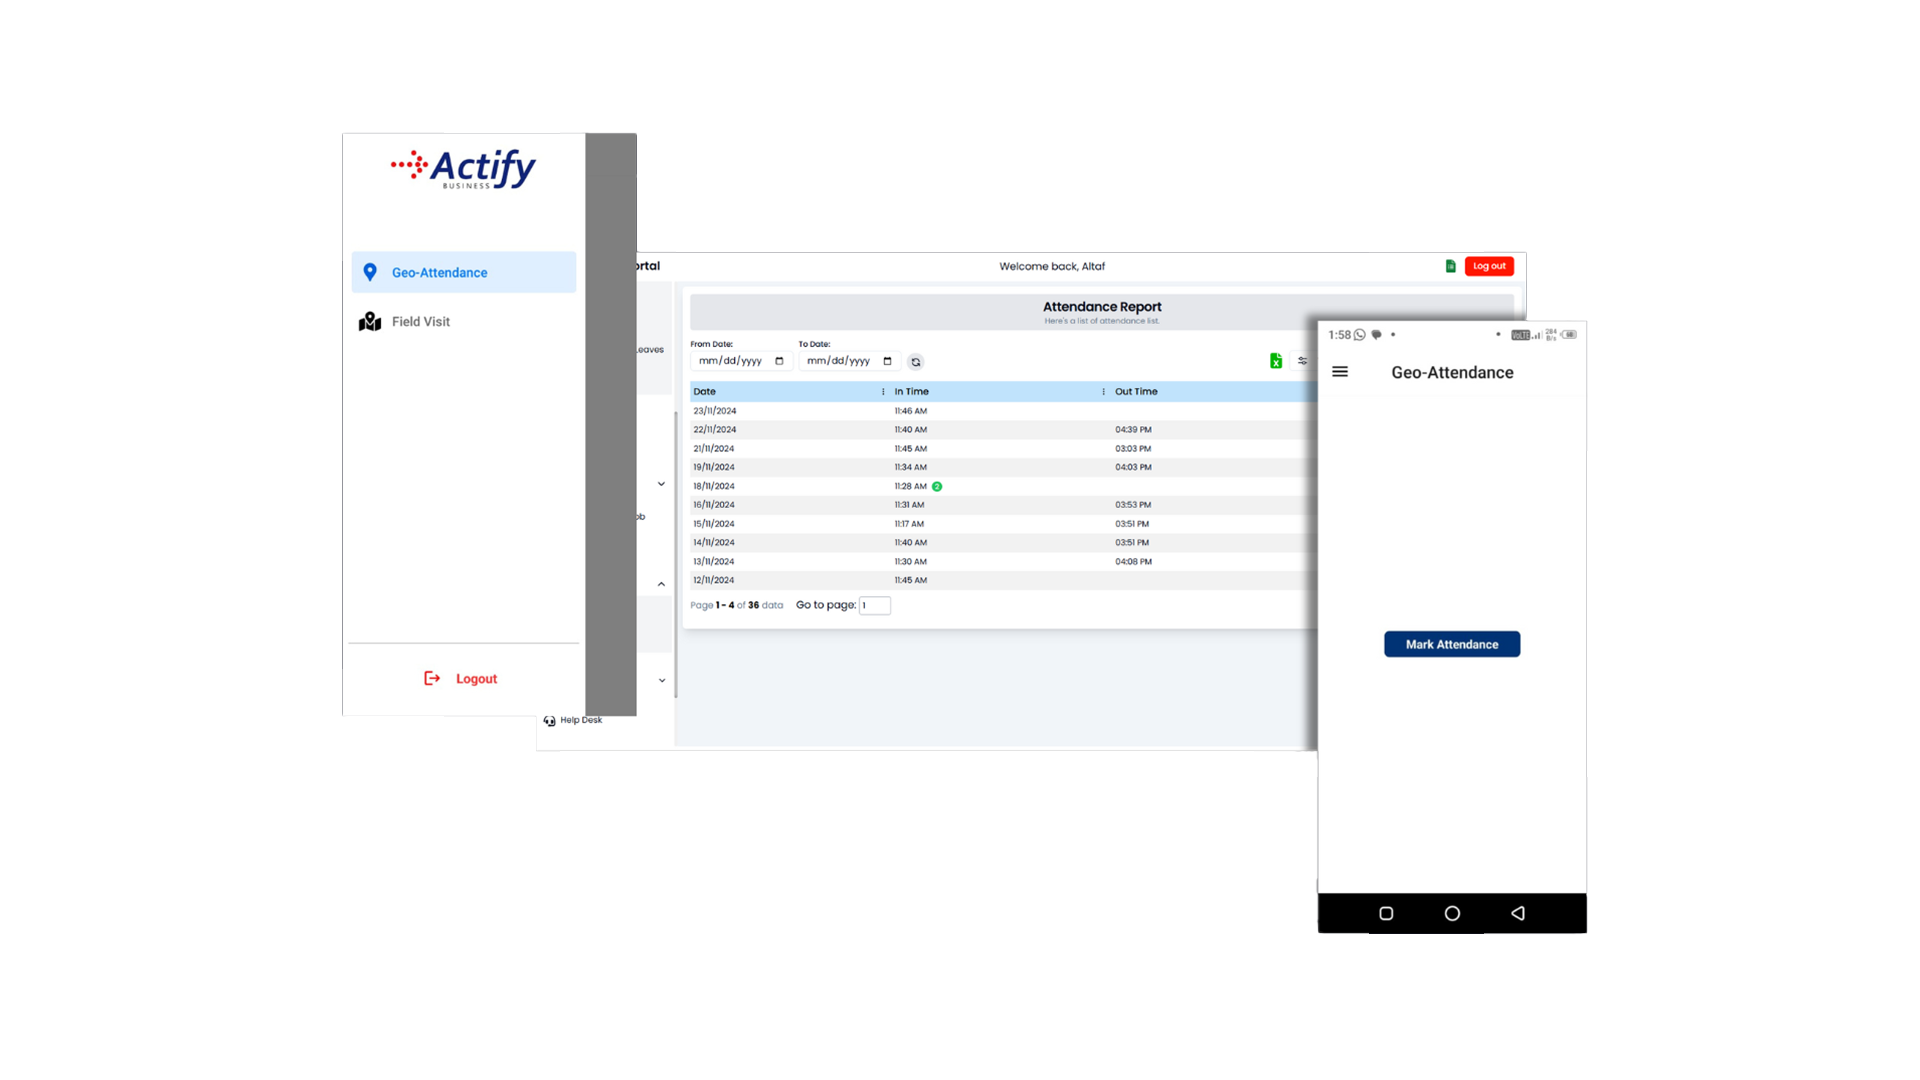 Actify
BUSINESS
Geo-Attendance
Field Visit
Logout
ortal
Welcome back, Altaf
Log out
Leaves
ob
Help Desk
Attendance Report
Here's a list of attendance list.
From Date: To Date:
mm/dd/yyyy mm/dd/yyyy
Date In Time Out Time
23/11/2024 11:46 AM
22/11/2024 11:40 AM 04:39 PM
21/11/2024 11:45 AM 03:03 PM
19/11/2024 11:34 AM 04:03 PM
18/11/2024 11:28 AM 2
16/11/2024 11:31 AM 03:53 PM
15/11/2024 11:17 AM 03:51 PM
14/11/2024 11:40 AM 03:51 PM
13/11/2024 11:30 AM 04:08 PM
12/11/2024 11:45 AM
Page 1 - 4 of 36 data Go to page: 1
1:58
Geo-Attendance
Mark Attendance